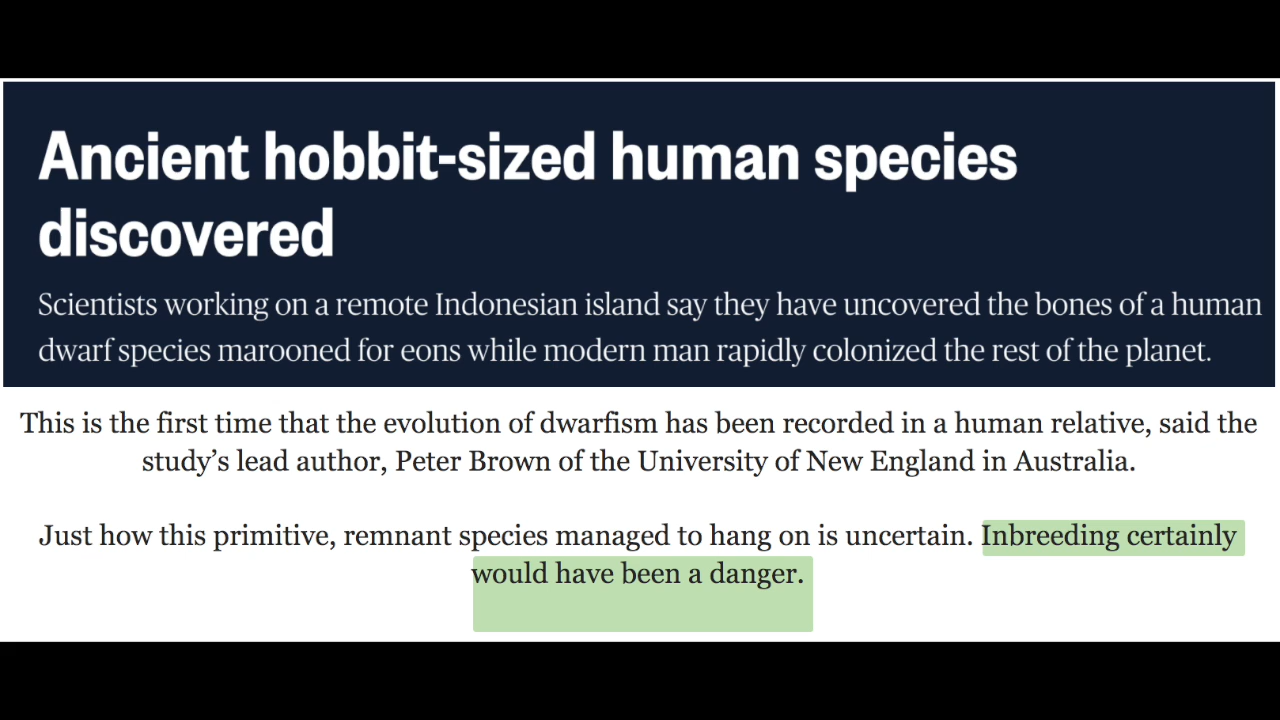 Ancient hobbit-sized human species
discovered
Scientists working on a remote Indonesian island say they have uncovered the bones of a human
dwarf species marooned for eons while modern man rapidly colonized the rest of the planet.
This is the first time that the evolution of dwarfism has been recorded in a human relative, said the
study’s lead author, Peter Brown of the University of New England in Australia.
Just how this primitive, remnant species managed to hang on is uncertain. Inbreeding certainly
would have been a danger.